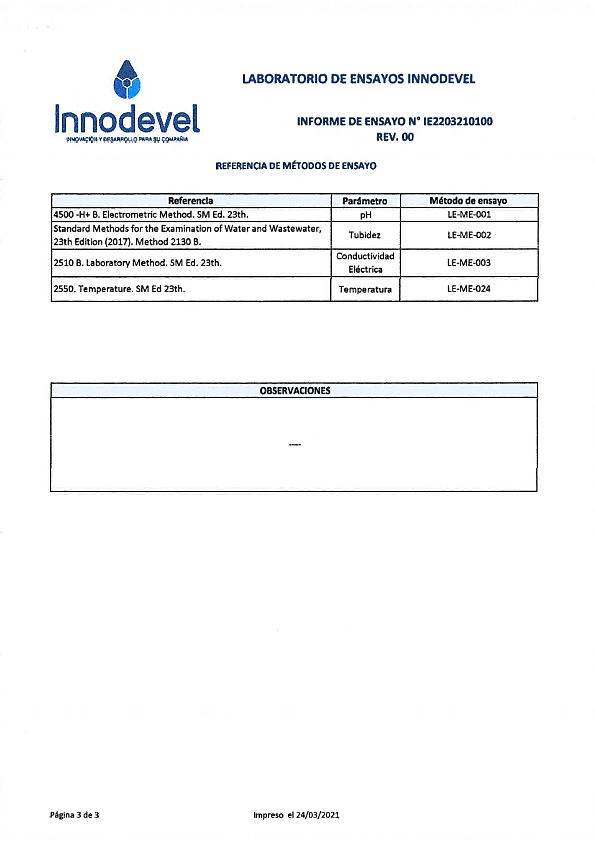 LABORATORIO DE ENSAYOS INNODEVEL
Innodevel
INNOVACIÓN Y DESARROLLO PARA SU COMPAÑIA
INFORME DE ENSAYO N° IE2203210100
REV. 00
REFERENCIA DE MÉTODOS DE ENSAYO
Referencia Parámetro Método de ensayo
4500 -H+ B. Electrometric Method. SM Ed. 23th. pH LE-ME-001
Standard Methods for the Examination of Water and Wastewater,
23th Edition (2017). Method 2130 B. Tubidez LE-ME-002
2510 B. Laboratory Method. SM Ed. 23th. Conductividad
Eléctrica LE-ME-003
2550. Temperature. SM Ed 23th. Temperatura LE-ME-024
OBSERVACIONES
---
Página 3 de 3 Impreso el 24/03/2021